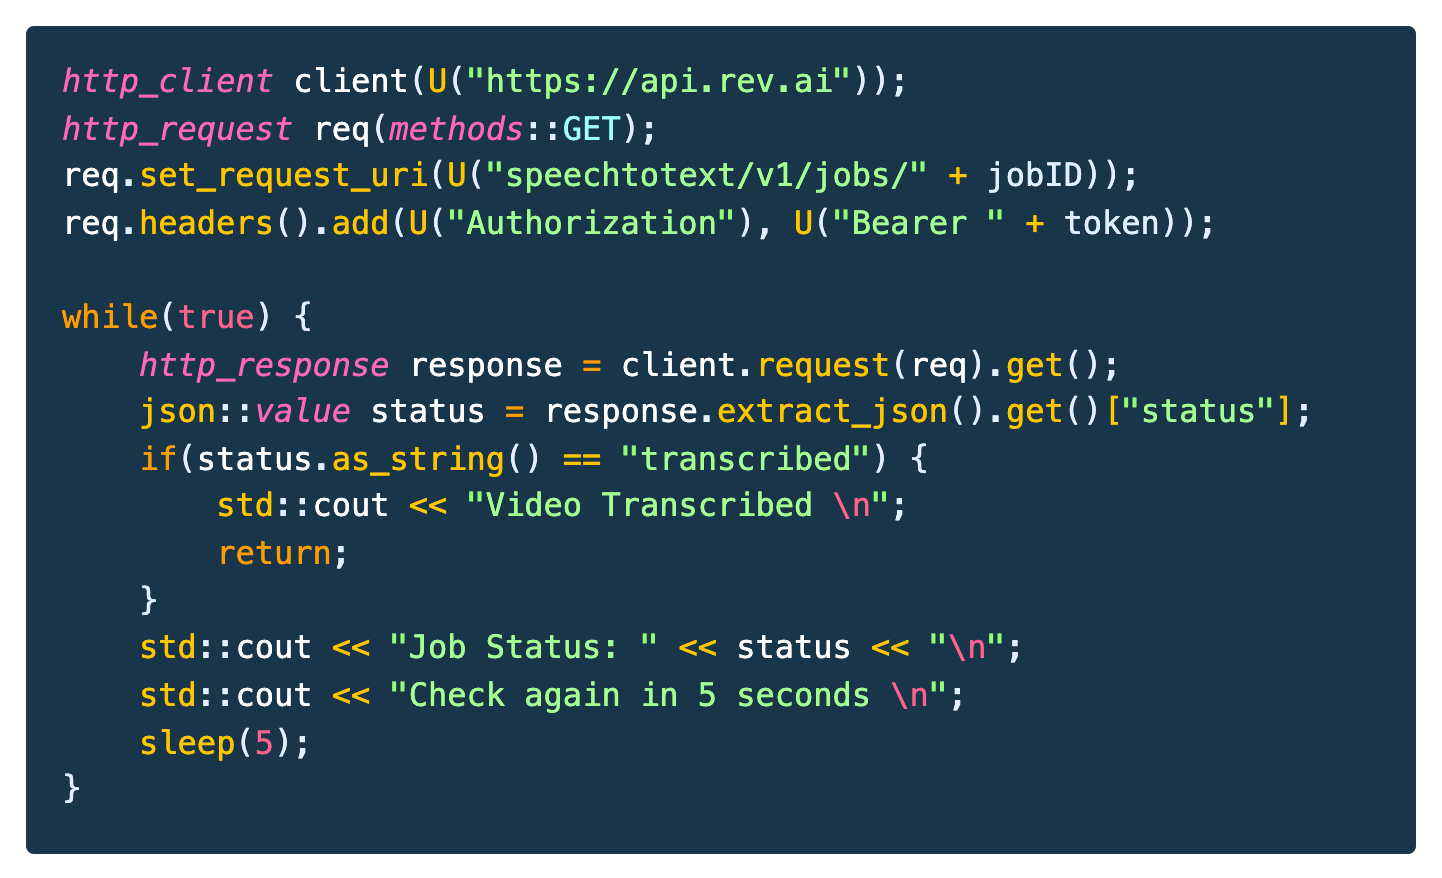 http_client client(U("https://api.rev.ai"));
http_request req(methods::GET);
req.set_request_uri(U("speechtotext/v1/jobs/" + jobID));
req.headers().add(U("Authorization"), U("Bearer " + token));

while(true) {
    http_response response = client.request(req).get();
    json::value status = response.extract_json().get()["status"];
    if(status.as_string() == "transcribed") {
        std::cout << "Video Transcribed \n";
        return;
    }
    std::cout << "Job Status: " << status << "\n";
    std::cout << "Check again in 5 seconds \n";
    sleep(5);
}